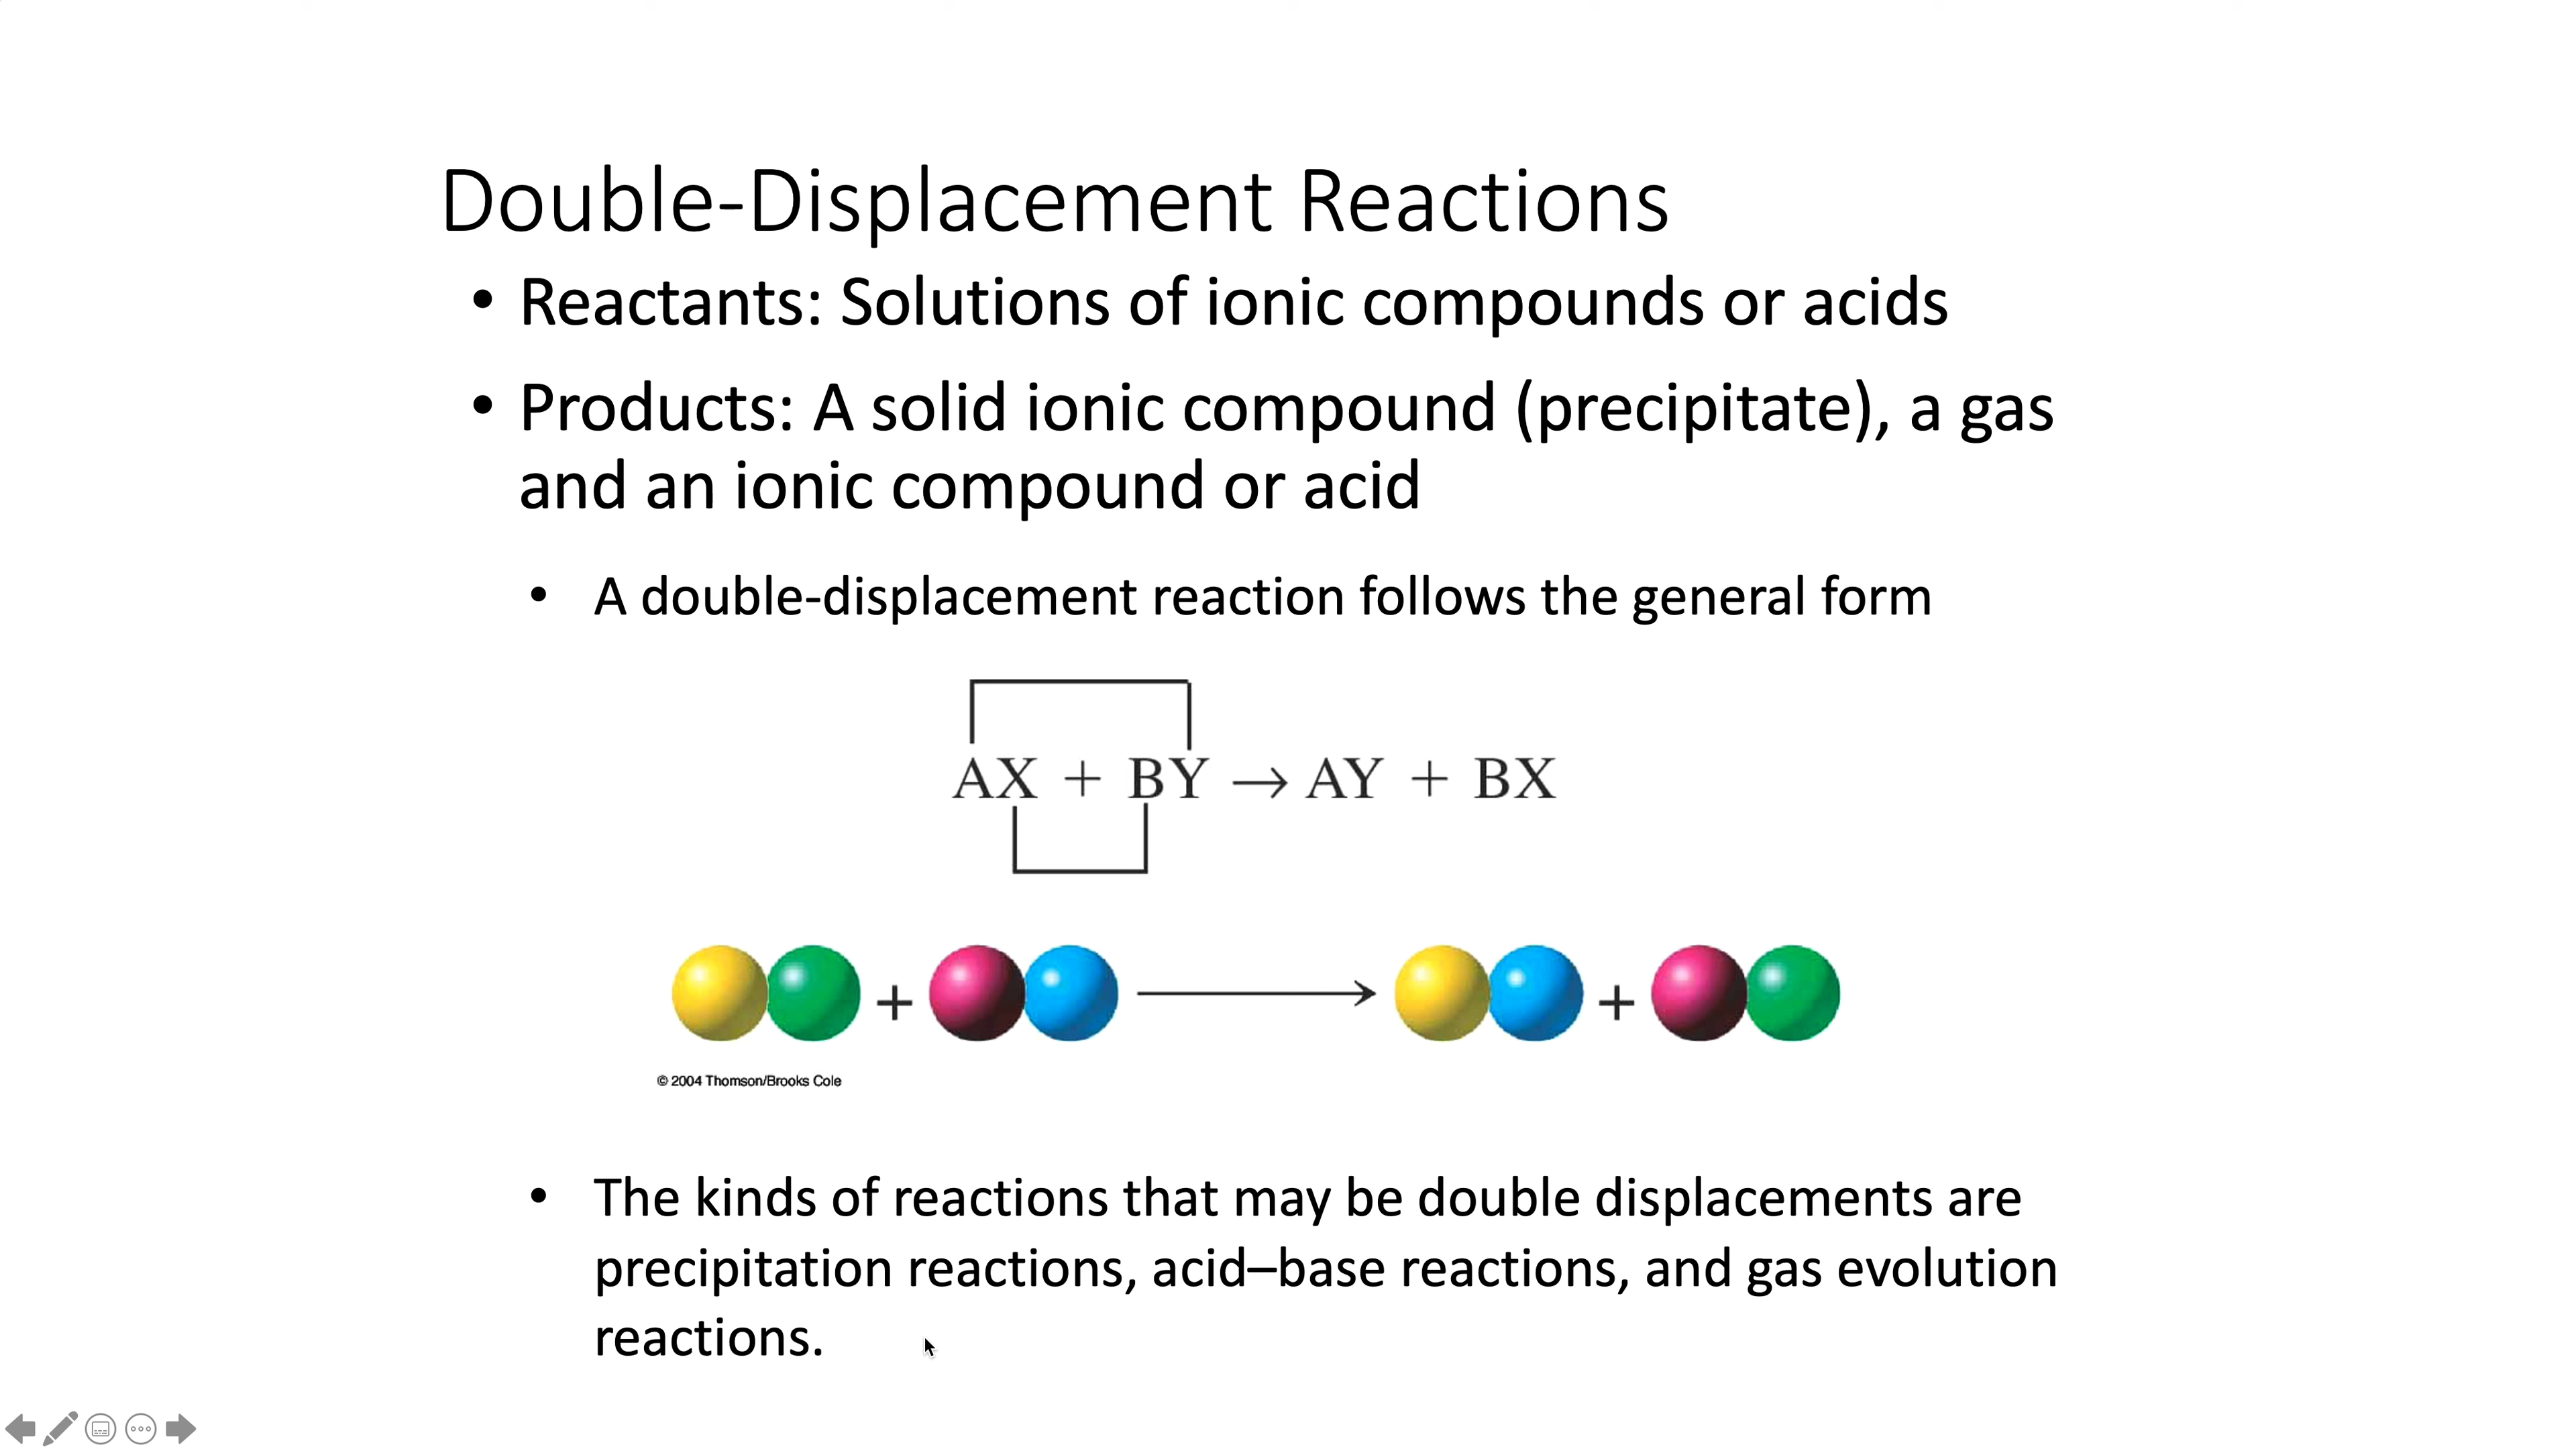 Double-Displacement Reactions
• Reactants: Solutions of ionic compounds or acids
• Products: A solid ionic compound (precipitate), a gas
and an ionic compound or acid
• A double-displacement reaction follows the general form
AX + BY → AY + BX
+ +
© 2004 Thomson/Brooks Cole
• The kinds of reactions that may be double displacements are
precipitation reactions, acid–base reactions, and gas evolution
reactions.